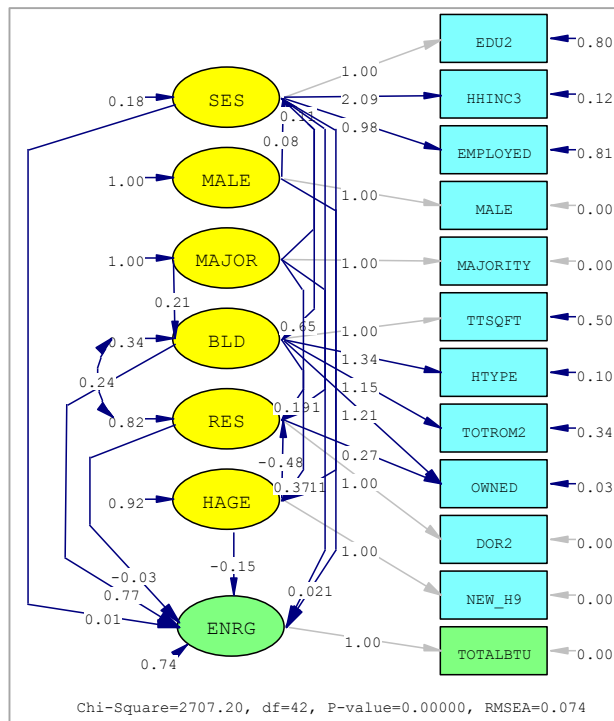 EDU2
0.80
1.00
0.18
SES
2.09
HHINC3
0.12
0.11
0.98
0.08
EMPLOYED
0.81
1.00
MALE
1.00
MALE
0.00
1.00
MAJOR
1.00
MAJORITY
0.00
0.21
TTSQFT
0.50
0.65
1.00
0.34
BLD
1.34
HTYPE
0.10
0.24
1.15
0.191
1.21
0.82
RES
TOTROM2
0.34
-0.48
0.27
0.3711
1.00
OWNED
0.03
0.92
HAGE
DOR2
0.00
1.00
-0.15
-0.03
0.77
0.021
NEW_H9
0.00
0.01
ENRG
1.00
TOTALBTU
0.00
0.74
Chi-Square=2707.20, df=42, P-value=0.00000, RMSEA=0.074